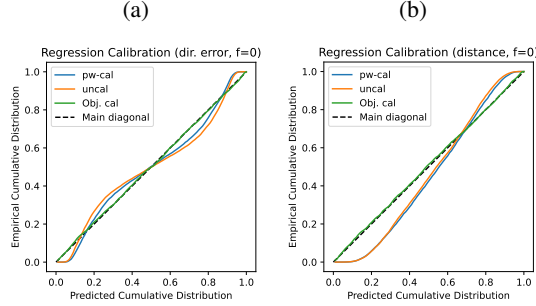 (a)
(b)
Regression Calibration (dir. error, f=0)
pw-cal
uncal
Obj. cal
Main diagonal
Empirical Cumulative Distribution
1.0
0.8
0.6
0.4
0.2
0.0
0.0 0.2 0.4 0.6 0.8 1.0
Predicted Cumulative Distribution
Regression Calibration (distance, f=0)
pw-cal
uncal
Obj. cal
Main diagonal
Empirical Cumulative Distribution
1.0
0.8
0.6
0.4
0.2
0.0
0.0 0.2 0.4 0.6 0.8 1.0
Predicted Cumulative Distribution